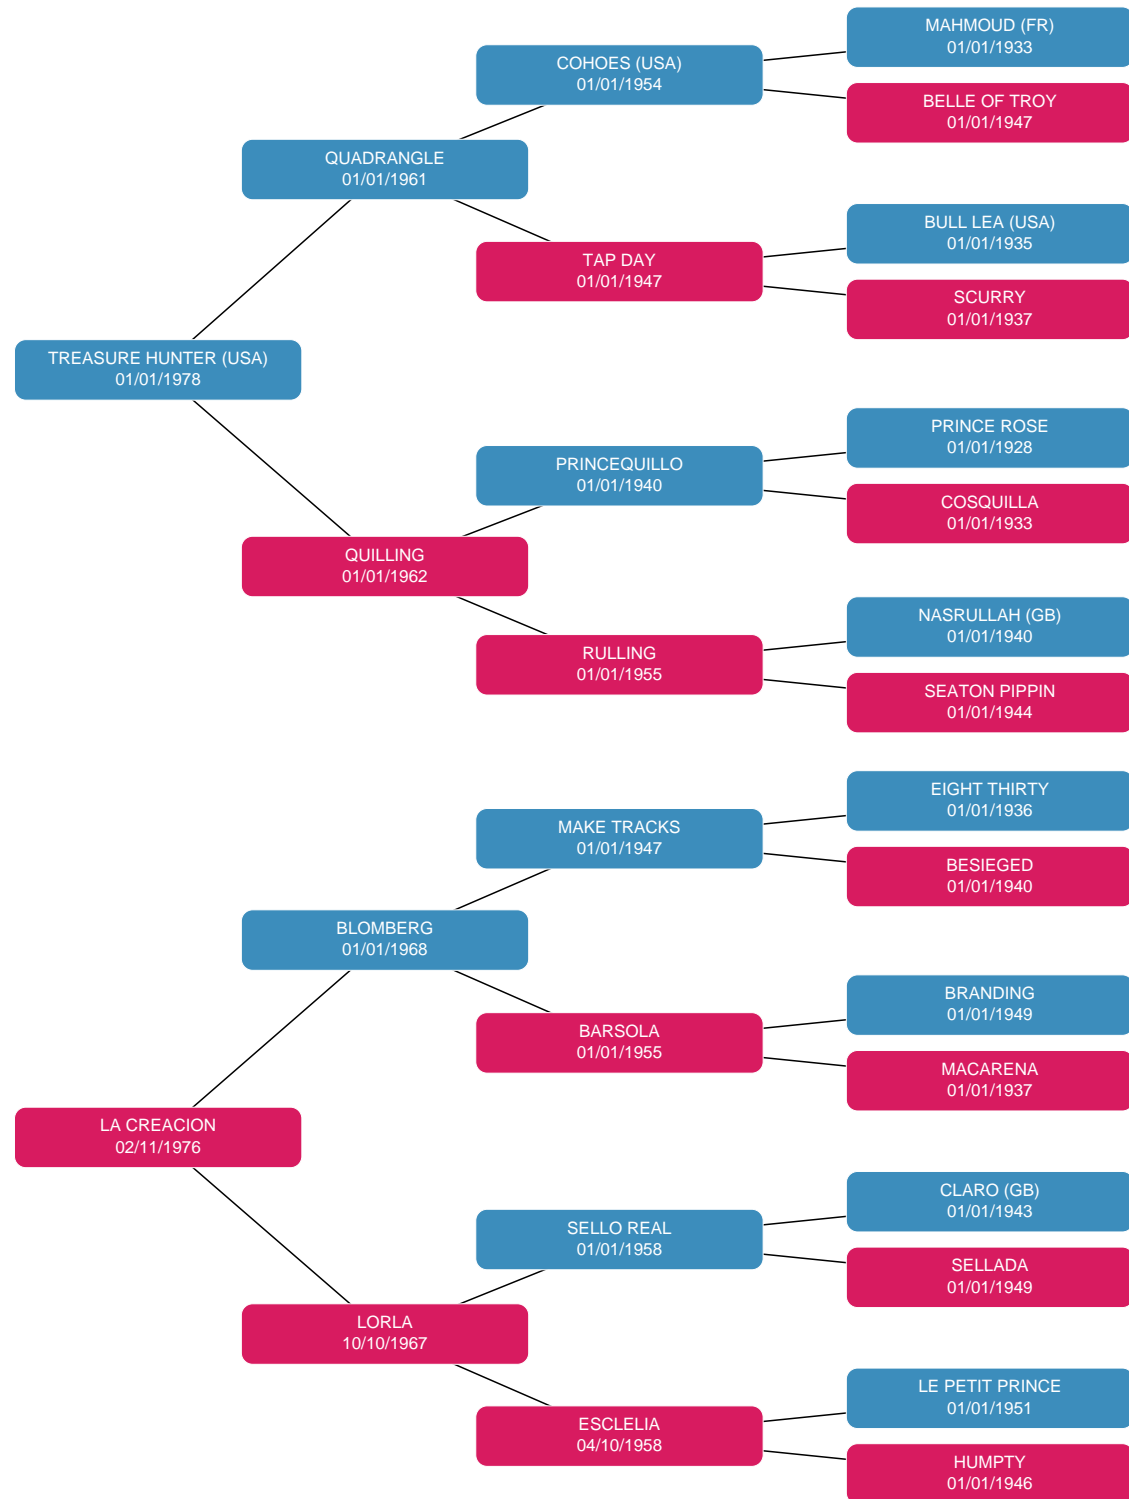 MAHMOUD (FR)
01/01/1933
COHOES (USA)
01/01/1954
BELLE OF TROY
01/01/1947
QUADRANGLE
01/01/1961
BULL LEA (USA)
01/01/1935
TAP DAY
01/01/1947
SCURRY
01/01/1937
TREASURE HUNTER (USA)
01/01/1978
PRINCE ROSE
01/01/1928
PRINCEQUILLO
01/01/1940
COSQUILLA
01/01/1933
QUILLING
01/01/1962
NASRULLAH (GB)
01/01/1940
RULLING
01/01/1955
SEATON PIPPIN
01/01/1944
EIGHT THIRTY
01/01/1936
MAKE TRACKS
01/01/1947
BESIEGED
01/01/1940
BLOMBERG
01/01/1968
BRANDING
01/01/1949
BARSOLA
01/01/1955
MACARENA
01/01/1937
LA CREACION
02/11/1976
CLARO (GB)
01/01/1943
SELLO REAL
01/01/1958
SELLADA
01/01/1949
LORLA
10/10/1967
LE PETIT PRINCE
01/01/1951
ESCLELIA
04/10/1958
HUMPTY
01/01/1946